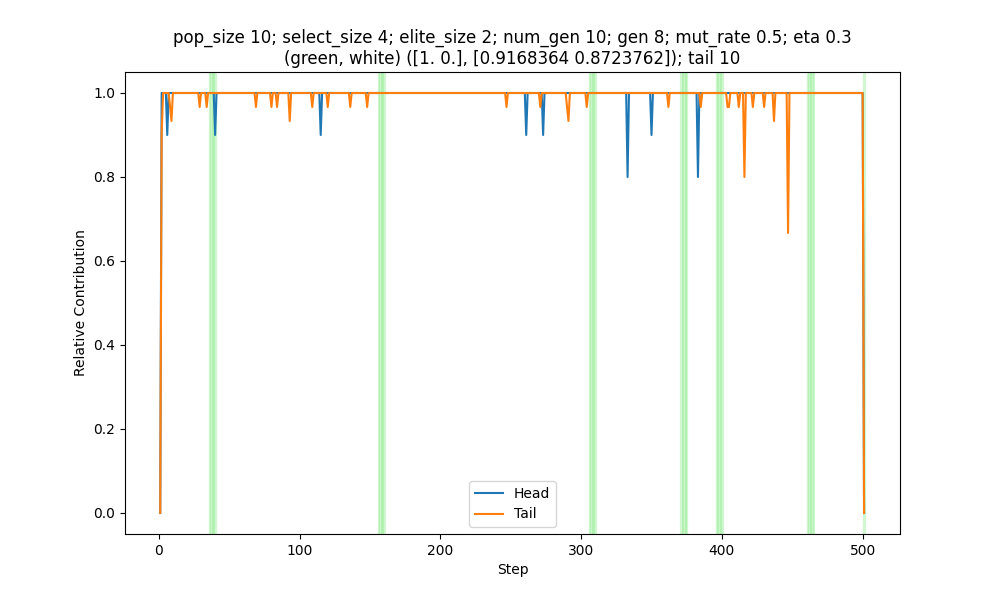 pop_size 10; select_size 4; elite_size 2; num_gen 10; gen 8; mut_rate 0.5; eta 0.3
(green, white) ([1. 0.], [0.9168364 0.8723762]); tail 10
Relative Contribution
1.0
0.8
0.6
0.4
0.2
0.0
Head
Tail
0
100
200
300
400
500
Step